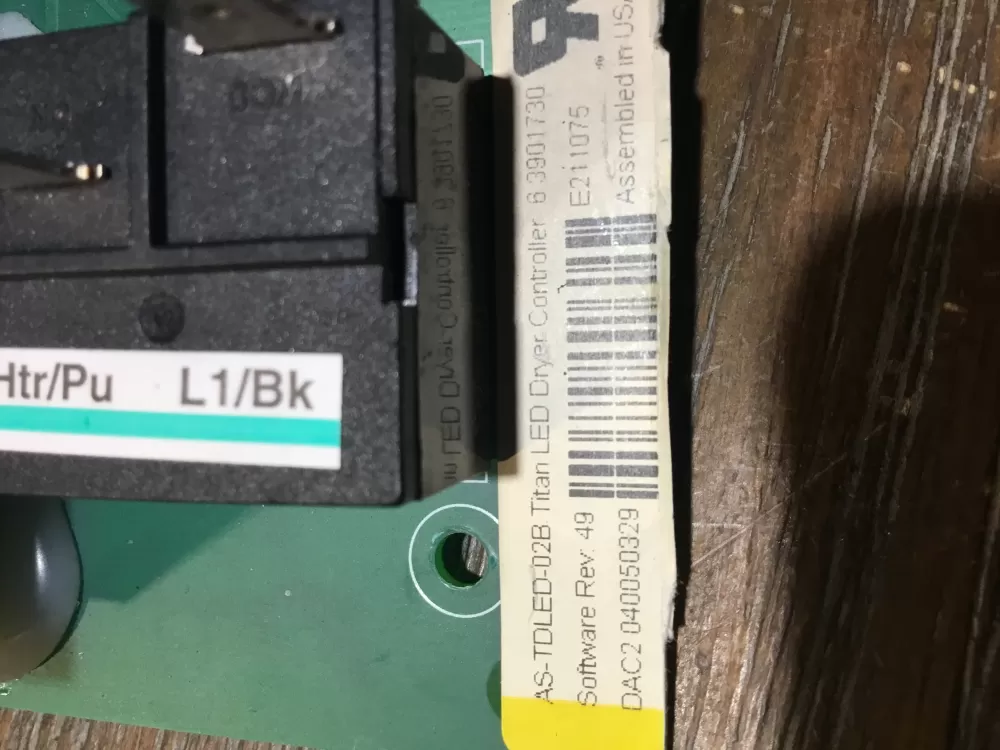 AS-TDLED-02B Titan LED Dryer Controller 6 3901730
Software Rev: 49 E211075
DAC2 040050329 Assembled in USA
Htr/Pu L1/Bk